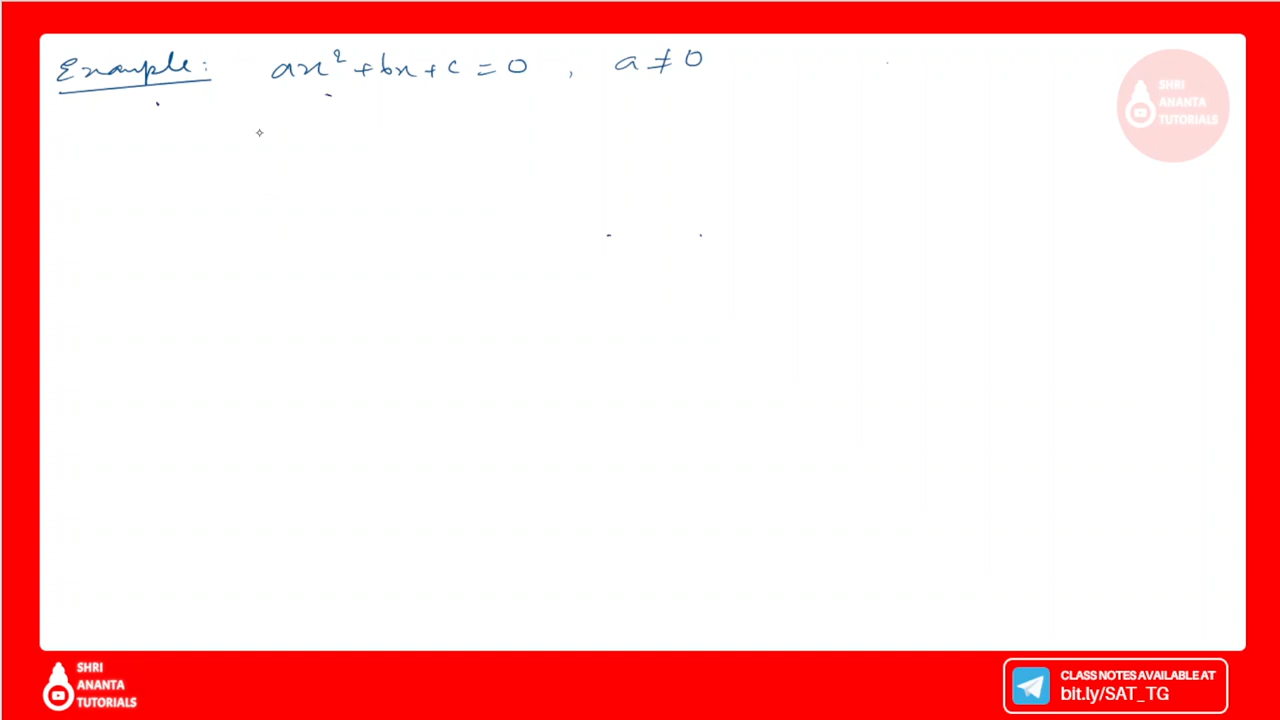 Example: ax² + bx + c = 0 , a ≠ 0
SHRI
ANANTA
TUTORIALS
SHRI
ANANTA
TUTORIALS
CLASS NOTES AVAILABLE AT
bit.ly/SAT_TG